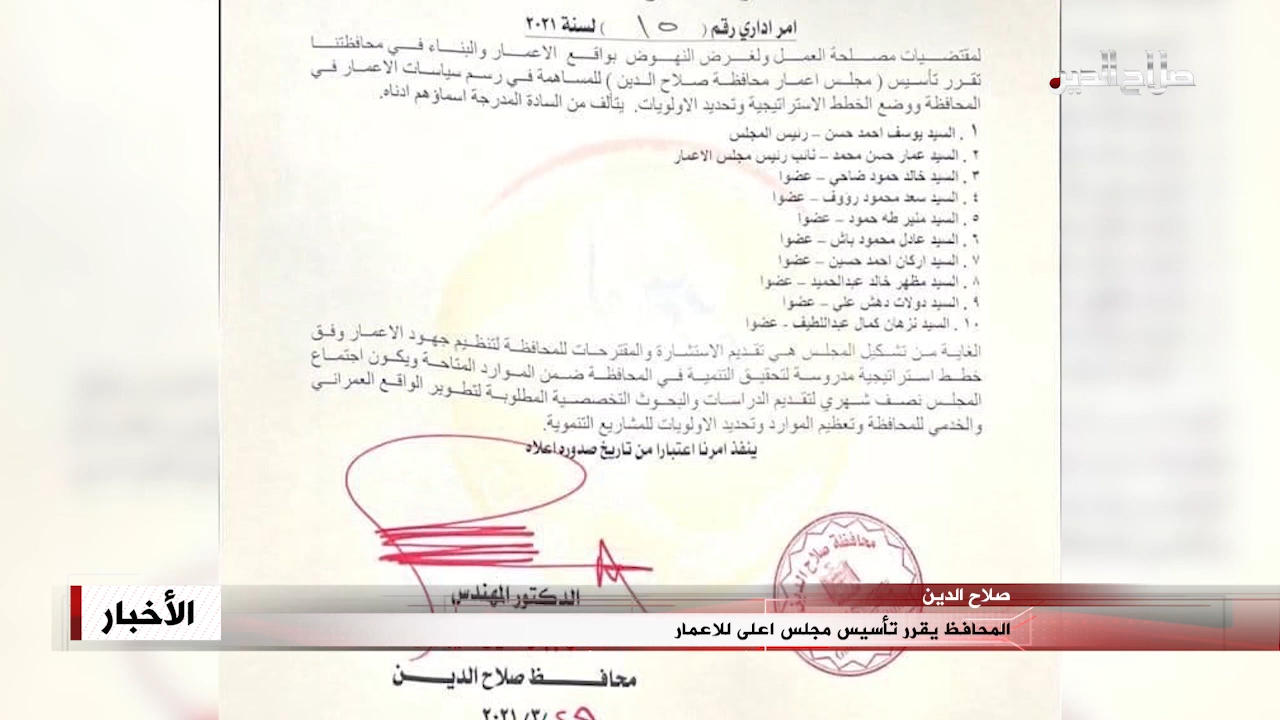 امر اداري رقم ( ١٥ ) لسنة ٢٠٢١
لمقتضيات مصلحة العمل ولغرض النهوض بواقع الاعمار والبناء في محافظتنا
تقرر تأسيس ( مجلس اعمار محافظة صلاح الدين ) للمساهمة في رسم سياسات الاعمار في
المحافظة ووضع الخطط الاستراتيجية وتحديد الاولويات. يتألف من السادة المدرجة اسماؤهم ادناه.
١ . السيد يوسف احمد حسن – رئيس المجلس
٢ . السيد عمار حسن محمد – نائب رئيس مجلس الاعمار
٣ . السيد خالد حمود ضاحي – عضوا
٤ . السيد سعد محمود رؤوف – عضوا
٥ . السيد منير طه حمود – عضوا
٦ . السيد عادل محمود باش – عضوا
٧ . السيد اركان احمد حسين – عضوا
٨ . السيد مظهر خالد عبدالحميد – عضوا
٩ . السيد دولات دهش علي – عضوا
١٠ . السيد نزهان كمال عبداللطيف – عضوا
الغاية من تشكيل المجلس هي تقديم الاستشارة والمقترحات للمحافظة لتنظيم جهود الاعمار وفق
خطط استراتيجية مدروسة لتحقيق التنمية في المحافظة ضمن الموارد المتاحة ويكون اجتماع
المجلس نصف شهري لتقديم الدراسات والبحوث التخصصية المطلوبة لتطوير الواقع العمراني
والخدمي للمحافظة وتعظيم الموارد وتحديد الاولويات للمشاريع التنموية.
ينفذ امرنا اعتبارا من تاريخ صدوره اعلاه
الدكتور المهندس
محافظ صلاح الدين
٢٠٢١/٣/
محافظة صلاح الدين
صلاح الدين
صلاح الدين
المحافظ يقرر تأسيس مجلس اعلى للاعمار
الأخبار